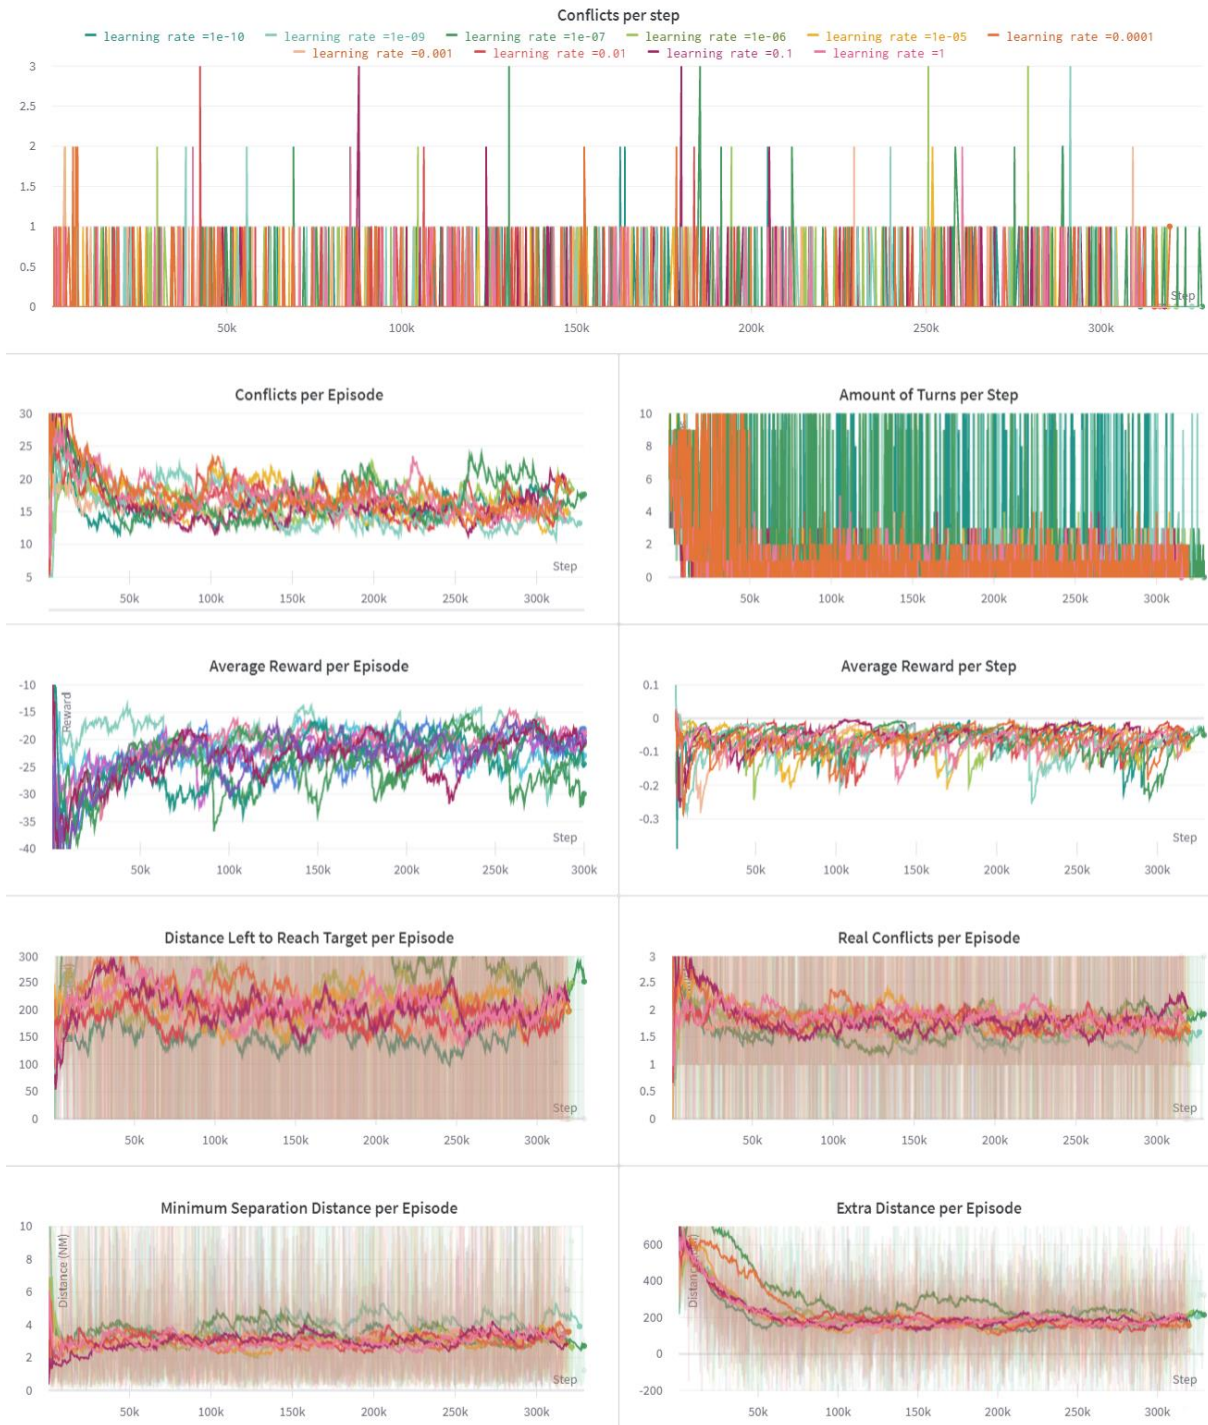 Conflicts per step
learning rate =1e-10 learning rate =1e-09 learning rate =1e-07 learning rate =1e-06 learning rate =1e-05 learning rate =0.0001
learning rate =0.001 learning rate =0.01 learning rate =0.1 learning rate =1
3
2.5
2
1.5
1
0.5
0
Step
50k 100k 150k 200k 250k 300k
Conflicts per Episode
30
25
20
15
10
5
Step
50k 100k 150k 200k 250k 300k
Amount of Turns per Step
10
8
6
4
2
0
50k 100k 150k 200k 250k 300k
Average Reward per Episode
-10
-15
-20
-25
-30
-35
-40
Reward
Step
50k 100k 150k 200k 250k 300k
Average Reward per Step
0.1
0
-0.1
-0.2
-0.3
Step
50k 100k 150k 200k 250k 300k
Distance Left to Reach Target per Episode
300
250
200
150
100
50
0
Step
50k 100k 150k 200k 250k 300k
Real Conflicts per Episode
3
2.5
2
1.5
1
0.5
0
Step
50k 100k 150k 200k 250k 300k
Minimum Separation Distance per Episode
10
8
6
4
2
0
Distance (NM)
Step
50k 100k 150k 200k 250k 300k
Extra Distance per Episode
600
400
200
0
-200
Distance (NM)
Step
50k 100k 150k 200k 250k 300k